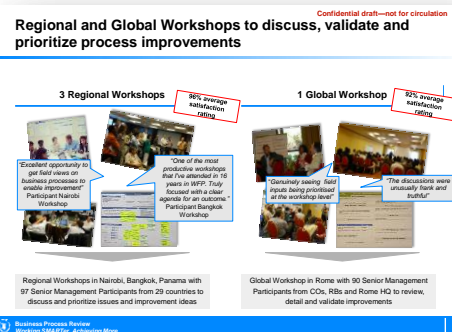 Confidential draft—not for circulation
Regional and Global Workshops to discuss, validate and
prioritize process improvements
3 Regional Workshops
96% average
satisfaction
rating
1 Global Workshop
92% average
satisfaction
rating
"Excellent opportunity to
get field views on
business processes to
enable improvement"
Participant Nairobi
Workshop
"One of the most
productive workshops
that I've attended in 16
years in WFP. Truly
focused with a clear
agenda for an outcome."
Participant Bangkok
Workshop
"Genuinely seeing field
inputs being prioritised
at the workshop level"
"The discussions were
unusually frank and
truthful"
Regional Workshops in Nairobi, Bangkok, Panama with
97 Senior Management Participants from 29 countries to
discuss and prioritize issues and improvement ideas
Global Workshop in Rome with 90 Senior Management
Participants from COs, RBs and Rome HQ to review,
detail and validate improvements
Business Process Review
Working SMARTer, Achieving More